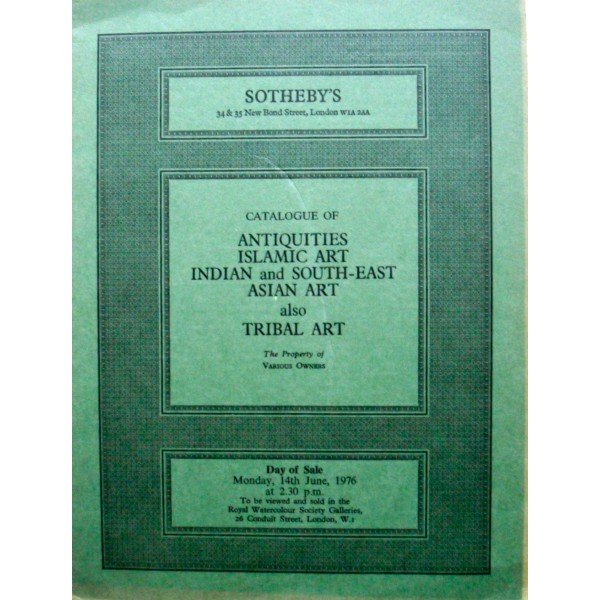 SOTHEBY'S
34 & 35 New Bond Street, London W1A 2AA
CATALOGUE OF
ANTIQUITIES
ISLAMIC ART
INDIAN and SOUTH-EAST
ASIAN ART
also
TRIBAL ART
The Property of
VARIOUS OWNERS
Day of Sale
Monday, 14th June, 1976
at 2.30 p.m.
To be viewed and sold in the
Royal Watercolour Society Galleries,
26 Conduit Street, London, W.1